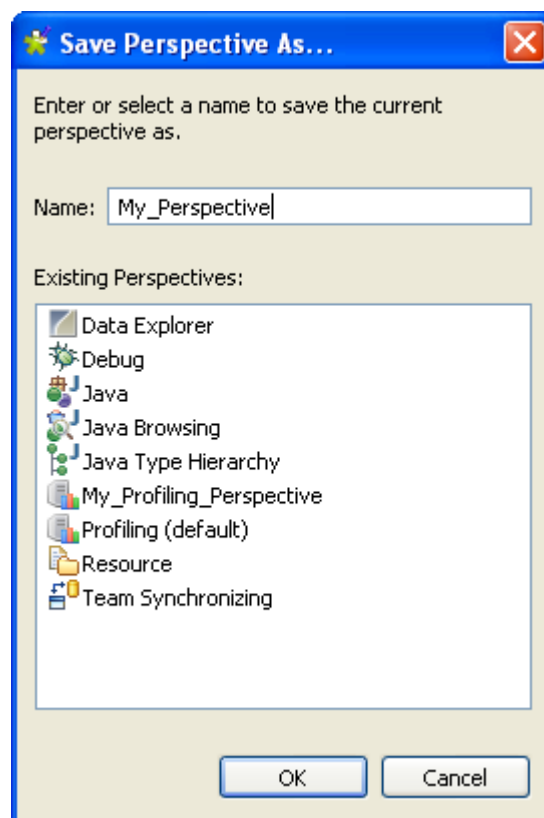 Save Perspective As...
Enter or select a name to save the current
perspective as.
Name: My_Perspective
Existing Perspectives:
Data Explorer
Debug
Java
Java Browsing
Java Type Hierarchy
My_Profiling_Perspective
Profiling (default)
Resource
Team Synchronizing
OK Cancel